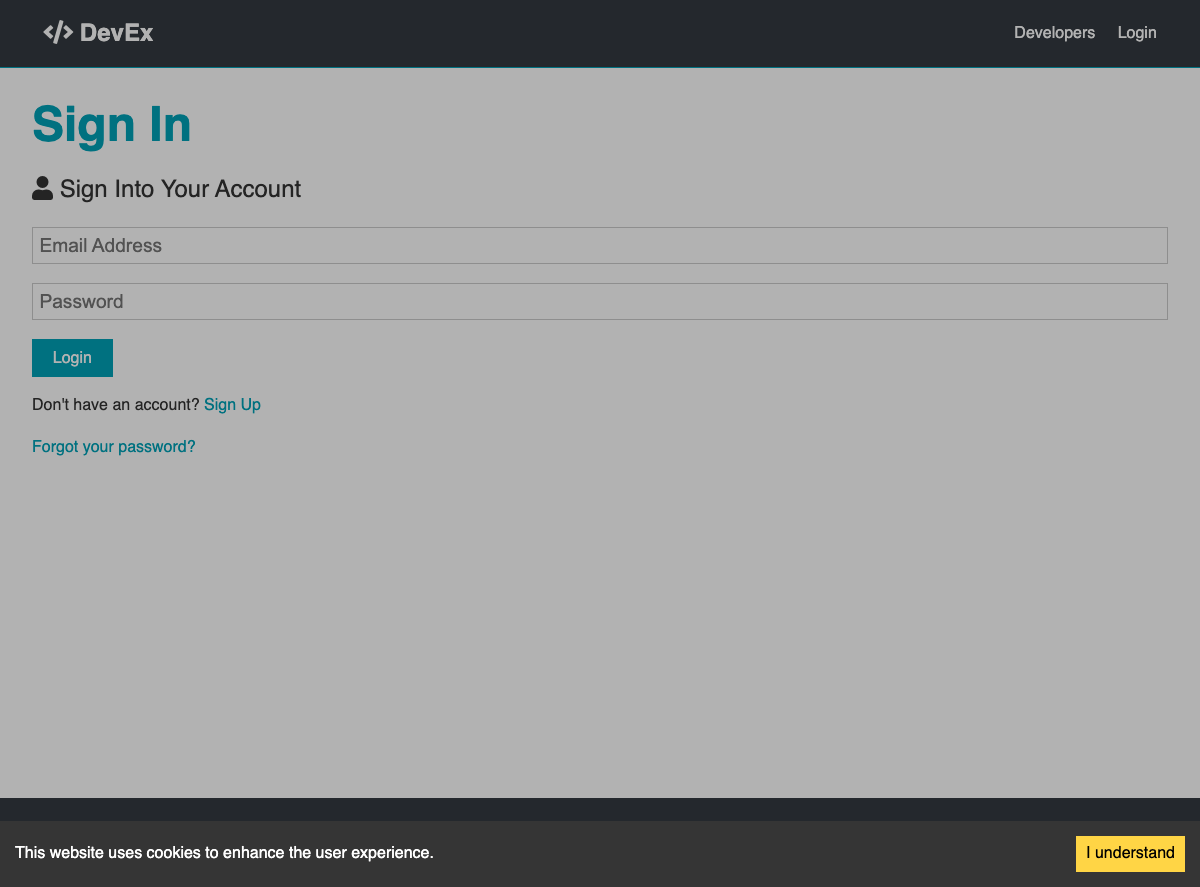 DevEx
Developers
Login
Sign In
Sign Into Your Account
Email Address
Password
Login
Don't have an account? Sign Up
Forgot your password?
This website uses cookies to enhance the user experience.
I understand